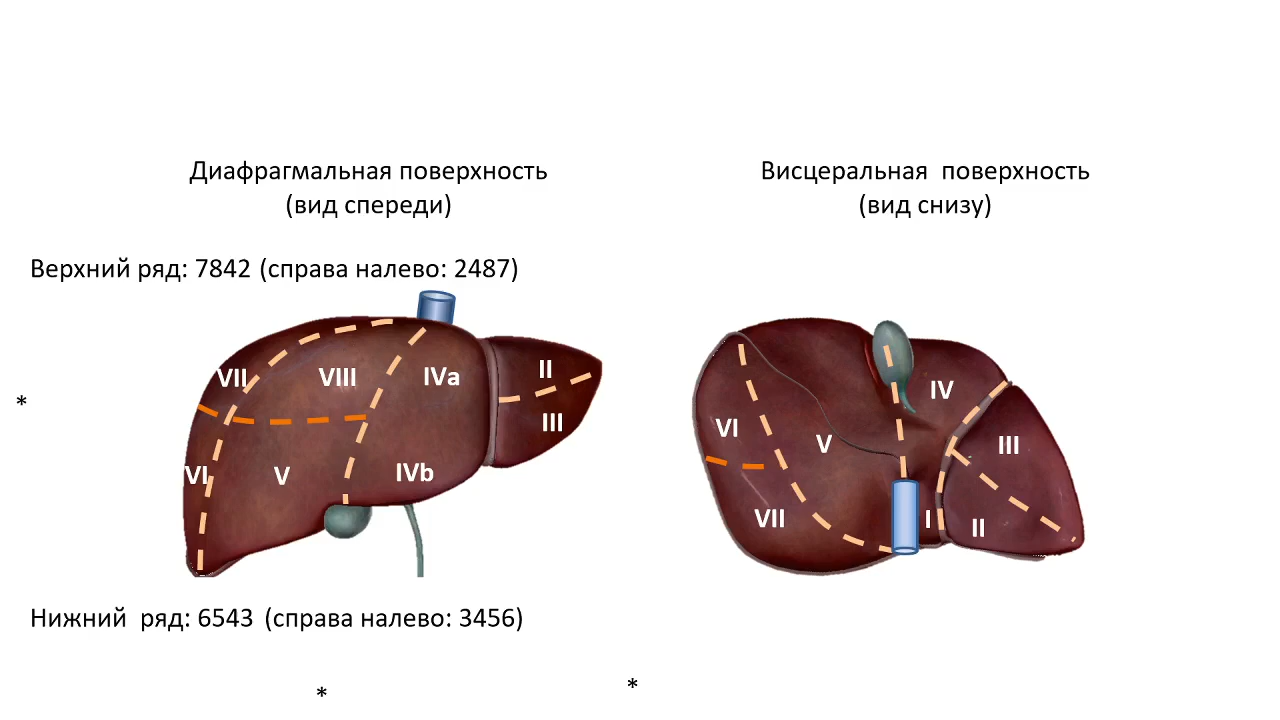 Диафрагмальная поверхность
(вид спереди)
Висцеральная поверхность
(вид снизу)
Верхний ряд: 7842 (справа налево: 2487)
VII
VIII
IVa
II
III
VI
V
IVb
IV
VI
V
III
VII
I
II
*
Нижний ряд: 6543 (справа налево: 3456)
*
*